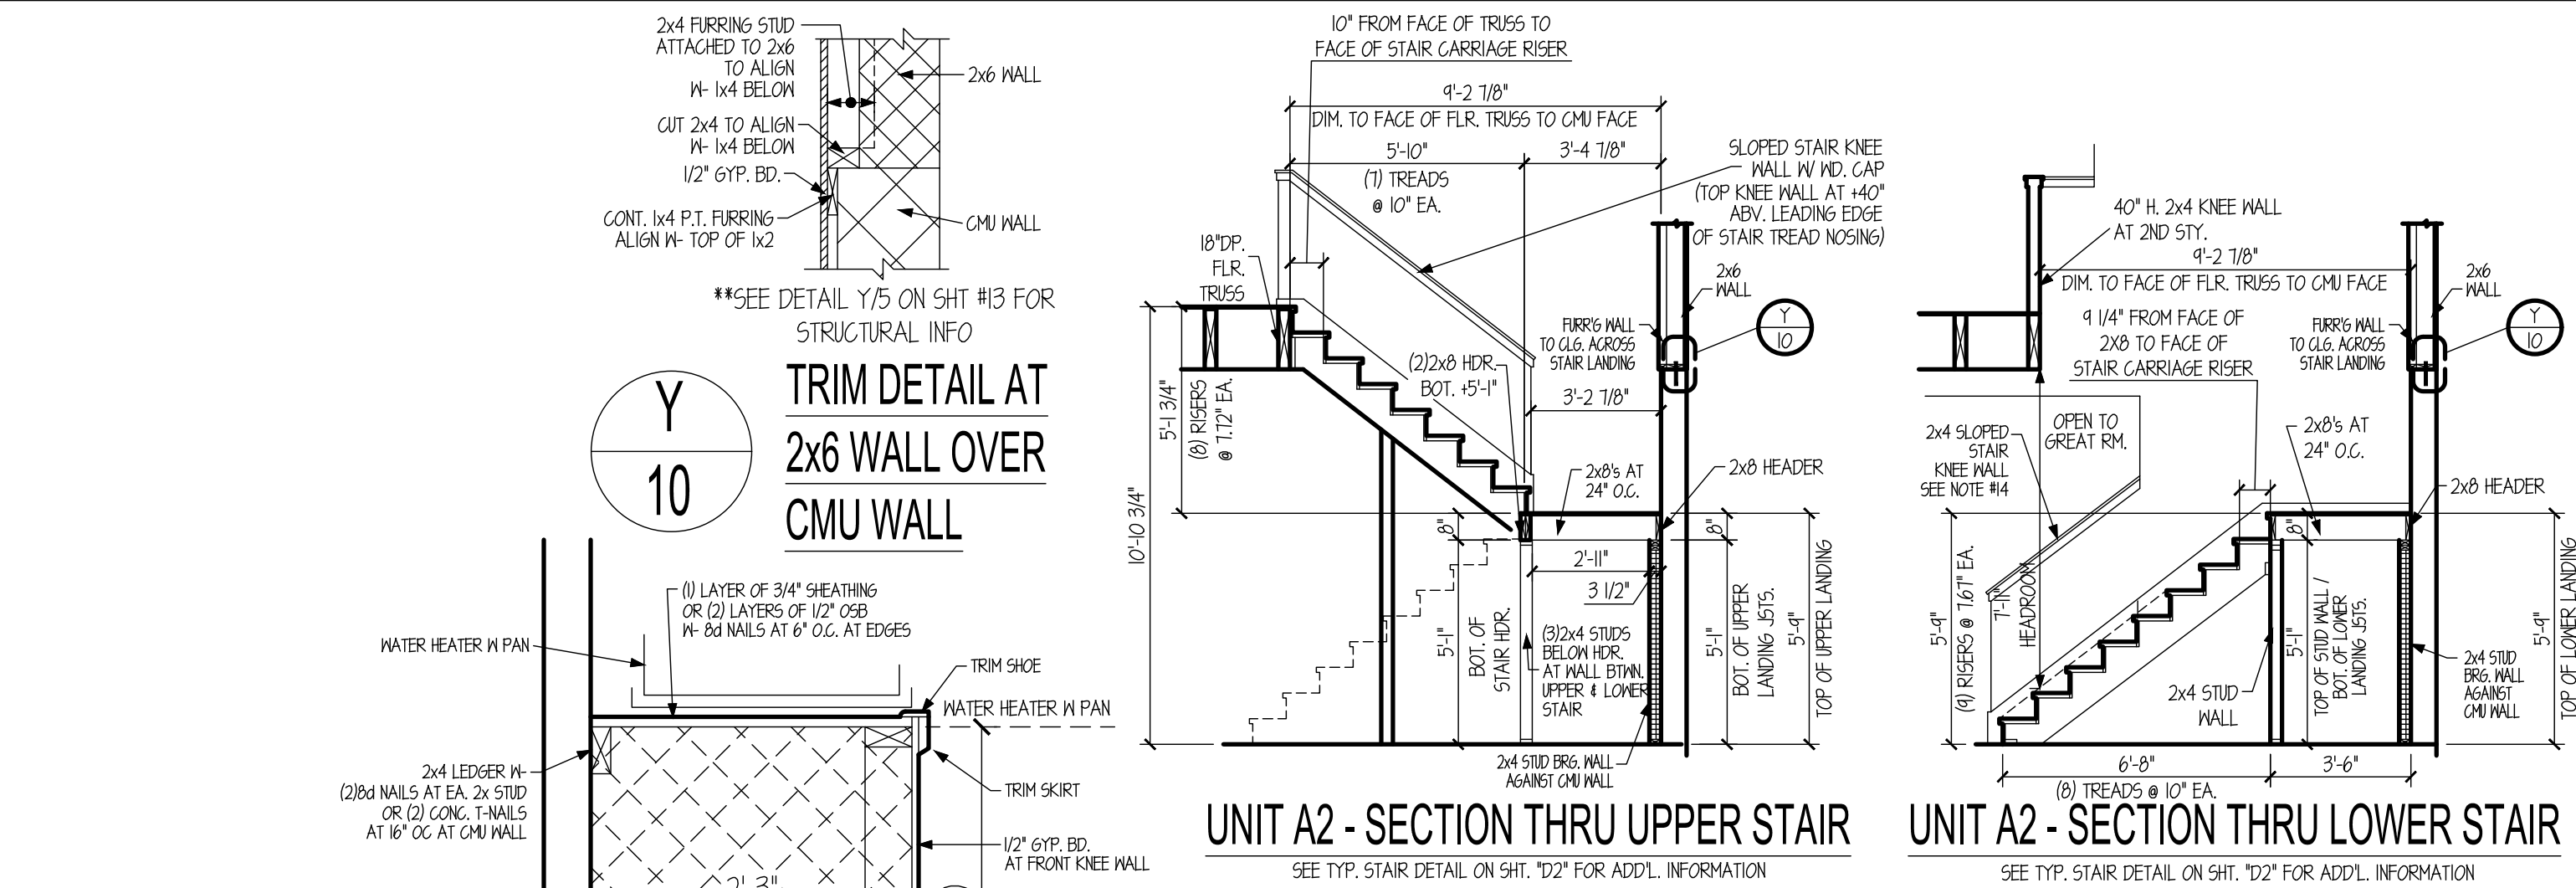 2x4 FURRING STUD
ATTACHED TO 2x6
TO ALIGN
W- 1x4 BELOW
CUT 2x4 TO ALIGN
W- 1x4 BELOW
1/2" GYP. BD.
CONT. 1x4 P.T. FURRING
ALIGN W- TOP OF 1x2
2x6 WALL
CMU WALL
**SEE DETAIL Y/5 ON SHT #13 FOR
STRUCTURAL INFO
Y
10
TRIM DETAIL AT
2x6 WALL OVER
CMU WALL
(1) LAYER OF 3/4" SHEATHING
OR (2) LAYERS OF 1/2" OSB
W- 8d NAILS AT 6" O.C. AT EDGES
WATER HEATER W PAN
TRIM SHOE
WATER HEATER W PAN
2x4 LEDGER W-
(2)8d NAILS AT EA. 2x STUD
OR (2) CONC. T-NAILS
AT 16" OC AT CMU WALL
TRIM SKIRT
1/2" GYP. BD.
AT FRONT KNEE WALL
2'-3"
10" FROM FACE OF TRUSS TO
FACE OF STAIR CARRIAGE RISER
9'-2 7/8"
DIM. TO FACE OF FLR. TRUSS TO CMU FACE
5'-10"
3'-4 7/8"
(7) TREADS
@ 10" EA.
SLOPED STAIR KNEE
WALL W/ WD. CAP
(TOP KNEE WALL AT +40"
ABV. LEADING EDGE
OF STAIR TREAD NOSING)
18"DP.
FLR.
TRUSS
2x6
WALL
Y
10
FURR'G WALL
TO CLG. ACROSS
STAIR LANDING
(2)2x8 HDR.
BOT. +5'-1"
3'-2 7/8"
5'-1 3/4"
(8) RISERS
@ 7.72" EA.
10'-10 3/4"
2x8's AT
24" O.C.
2x8 HEADER
8"
8"
2'-11"
3 1/2"
5'-1"
BOT. OF
STAIR HDR.
(3)2x4 STUDS
BELOW HDR.
AT WALL BTWN.
UPPER & LOWER
STAIR
5'-1"
BOT. OF UPPER
LANDING JSTS.
5'-9"
TOP OF UPPER LANDING
2x4 STUD BRG. WALL
AGAINST CMU WALL
UNIT A2 - SECTION THRU UPPER STAIR
SEE TYP. STAIR DETAIL ON SHT. "D2" FOR ADD'L. INFORMATION
40" H. 2x4 KNEE WALL
AT 2ND STY.
9'-2 7/8"
DIM. TO FACE OF FLR. TRUSS TO CMU FACE
9 1/4" FROM FACE OF
2X8 TO FACE OF
STAIR CARRIAGE RISER
2x6
WALL
Y
10
FURR'G WALL
TO CLG. ACROSS
STAIR LANDING
OPEN TO
GREAT RM.
2x4 SLOPED
STAIR
KNEE WALL
SEE NOTE #14
2x8's AT
24" O.C.
2x8 HEADER
8"
5'-9"
(9) RISERS @ 7.67" EA.
7'-11"
HEADROOM
5'-1"
TOP OF STUD WALL /
BOT. OF LOWER
LANDING JSTS.
2x4 STUD
WALL
2x4 STUD
BRG. WALL
AGAINST
CMU WALL
5'-9"
TOP OF LOWER LANDING
6'-8"
3'-6"
(8) TREADS @ 10" EA.
UNIT A2 - SECTION THRU LOWER STAIR
SEE TYP. STAIR DETAIL ON SHT. "D2" FOR ADD'L. INFORMATION